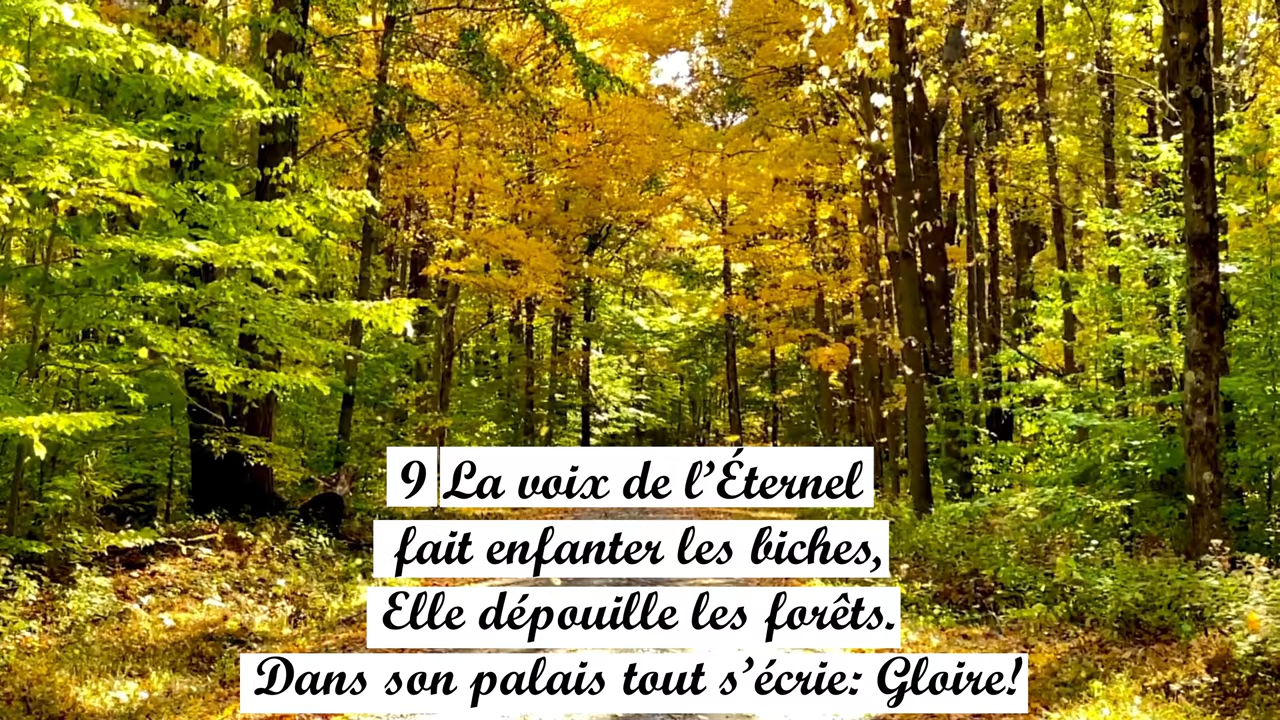 9 La voix de l’Éternel
fait enfanter les biches,
Elle dépouille les forêts.
Dans son palais tout s’écrie: Gloire!